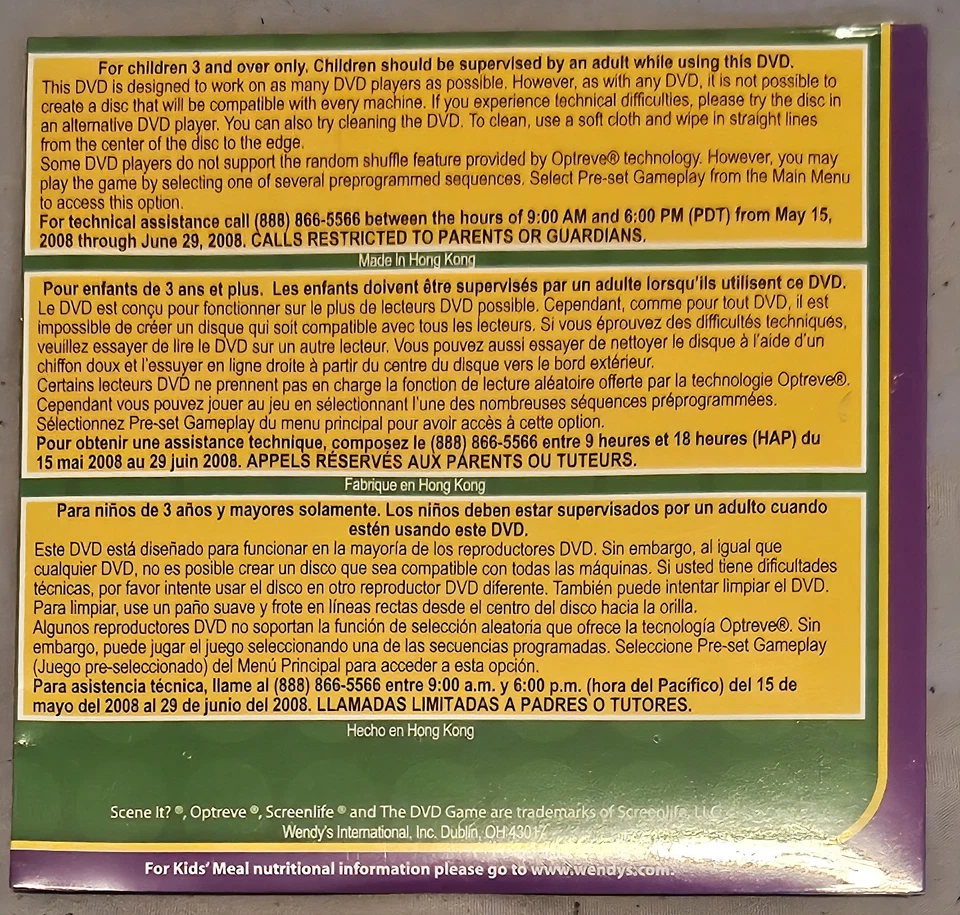 For children 3 and over only. Children should be supervised by an adult while using this DVD.
This DVD is designed to work on as many DVD players as possible. However, as with any DVD, it is not possible to
create a disc that will be compatible with every machine. If you experience technical difficulties, please try the disc in
an alternative DVD player. You can also try cleaning the DVD. To clean, use a soft cloth and wipe in straight lines
from the center of the disc to the edge.
Some DVD players do not support the random shuffle feature provided by Optreve® technology. However, you may
play the game by selecting one of several preprogrammed sequences. Select Pre-set Gameplay from the Main Menu
to access this option.
For technical assistance call (888) 866-5566 between the hours of 9:00 AM and 6:00 PM (PDT) from May 15,
2008 through June 29, 2008. CALLS RESTRICTED TO PARENTS OR GUARDIANS.
Made In Hong Kong
Pour enfants de 3 ans et plus. Les enfants doivent être supervisés par un adulte lorsqu'ils utilisent ce DVD.
Le DVD est conçu pour fonctionner sur le plus de lecteurs DVD possible. Cependant, comme pour tout DVD, il est
impossible de créer un disque qui soit compatible avec tous les lecteurs. Si vous éprouvez des difficultés techniques,
veuillez essayer de lire le DVD sur un autre lecteur. Vous pouvez aussi essayer de nettoyer le disque à l'aide d'un
chiffon doux et l'essuyer en ligne droite à partir du centre du disque vers le bord extérieur.
Certains lecteurs DVD ne prennent pas en charge la fonction de lecture aléatoire offerte par la technologie Optreve®.
Cependant vous pouvez jouer au jeu en sélectionnant l'une des nombreuses séquences préprogrammées.
Sélectionnez Pre-set Gameplay du menu principal pour avoir accès à cette option.
Pour obtenir une assistance technique, composez le (888) 866-5566 entre 9 heures et 18 heures (HAP) du
15 mai 2008 au 29 juin 2008. APPELS RÉSERVÉS AUX PARENTS OU TUTEURS.
Fabrique en Hong Kong
Para niños de 3 años y mayores solamente. Los niños deben estar supervisados por un adulto cuando
estén usando este DVD.
Este DVD está diseñado para funcionar en la mayoría de los reproductores DVD. Sin embargo, al igual que
cualquier DVD, no es posible crear un disco que sea compatible con todas las máquinas. Si usted tiene dificultades
técnicas, por favor intente usar el disco en otro reproductor DVD diferente. También puede intentar limpiar el DVD.
Para limpiar, use un paño suave y frote en líneas rectas desde el centro del disco hacia la orilla.
Algunos reproductores DVD no soportan la función de selección aleatoria que ofrece la tecnología Optreve®. Sin
embargo, puede jugar el juego seleccionando una de las secuencias programadas. Seleccione Pre-set Gameplay
(Juego pre-seleccionado) del Menú Principal para acceder a esta opción.
Para asistencia técnica, llame al (888) 866-5566 entre 9:00 a.m. y 6:00 p.m. (hora del Pacífico) del 15 de
mayo del 2008 al 29 de junio del 2008. LLAMADAS LIMITADAS A PADRES O TUTORES.
Hecho en Hong Kong
Scene It?®, Optreve®, Screenlife® and The DVD Game are trademarks of Screenlife, LLC
Wendy's International, Inc. Dublin, OH 43017
For Kids' Meal nutritional information please go to www.wendys.com.